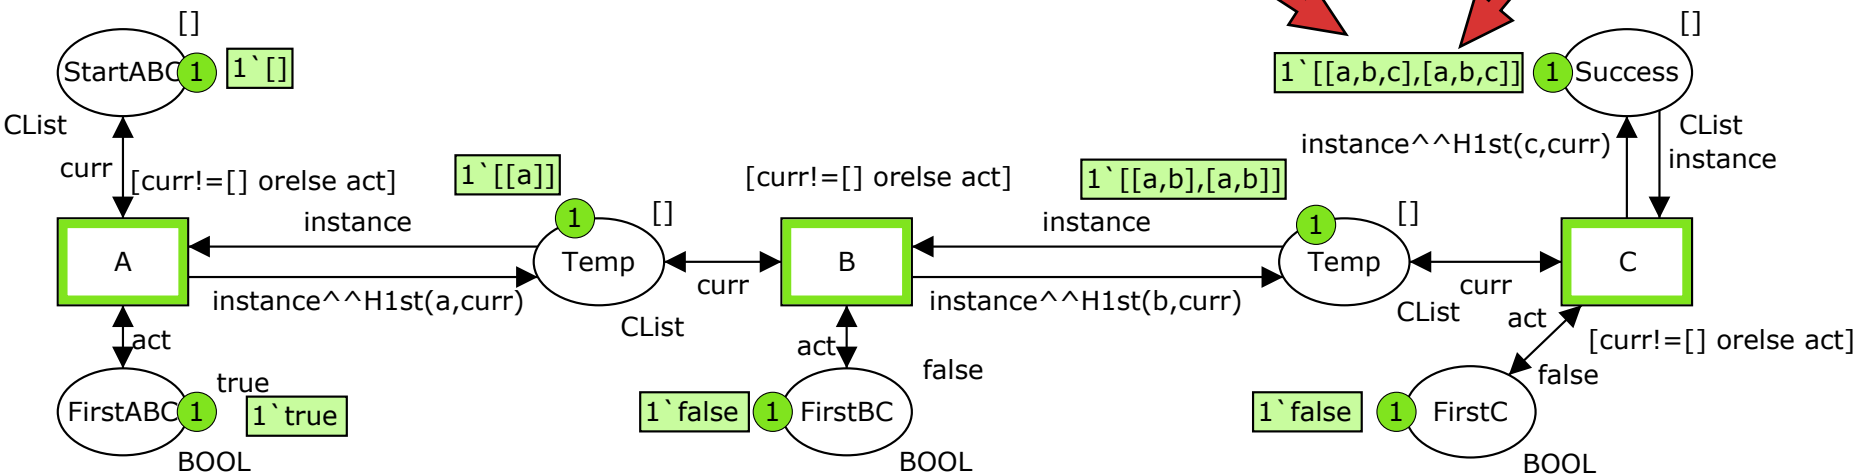 []
[]
StartABC 1 1`[]
1`[[a,b,c],[a,b,c]] 1 Success
CList
CList
curr
instance^^H1st(c,curr)
instance
[curr!=[] orelse act]
1`[[a]]
[curr!=[] orelse act]
1`[[a,b],[a,b]]
instance
1
[]
instance
1
[]
A
Temp
B
Temp
C
curr
curr
instance^^H1st(a,curr)
instance^^H1st(b,curr)
CList
CList
act
act
act
[curr!=[] orelse act]
true
false
false
FirstABC 1 1`true
1`false 1 FirstBC
1`false 1 FirstC
BOOL
BOOL
BOOL